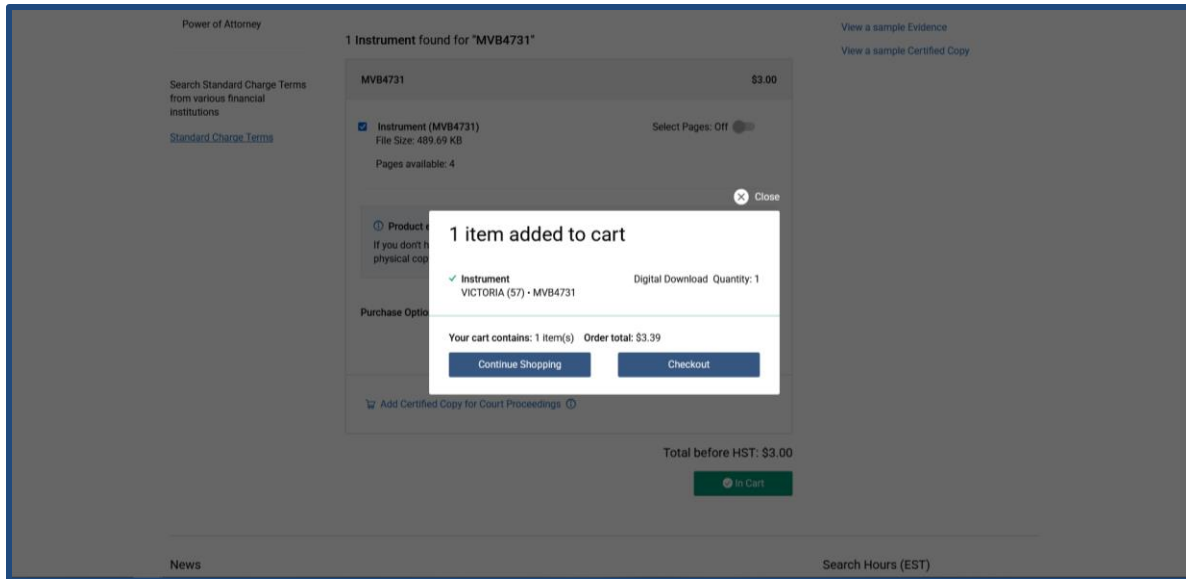 Power of Attorney
Search Standard Charge Terms
from various financial
institutions
Standard Charge Terms
1 Instrument found for "MVB4731"
MVB4731 $3.00
Instrument (MVB4731) Select Pages: Off
File Size: 489.69 KB
Pages available: 4
Close
Product
If you don't h
physical cop
1 item added to cart
Instrument Digital Download Quantity: 1
VICTORIA (57) • MVB4731
Your cart contains: 1 item(s) Order total: $3.39
Continue Shopping Checkout
Purchase Optio
Add Certified Copy for Court Proceedings
Total before HST: $3.00
In Cart
View a sample Evidence
View a sample Certified Copy
News Search Hours (EST)